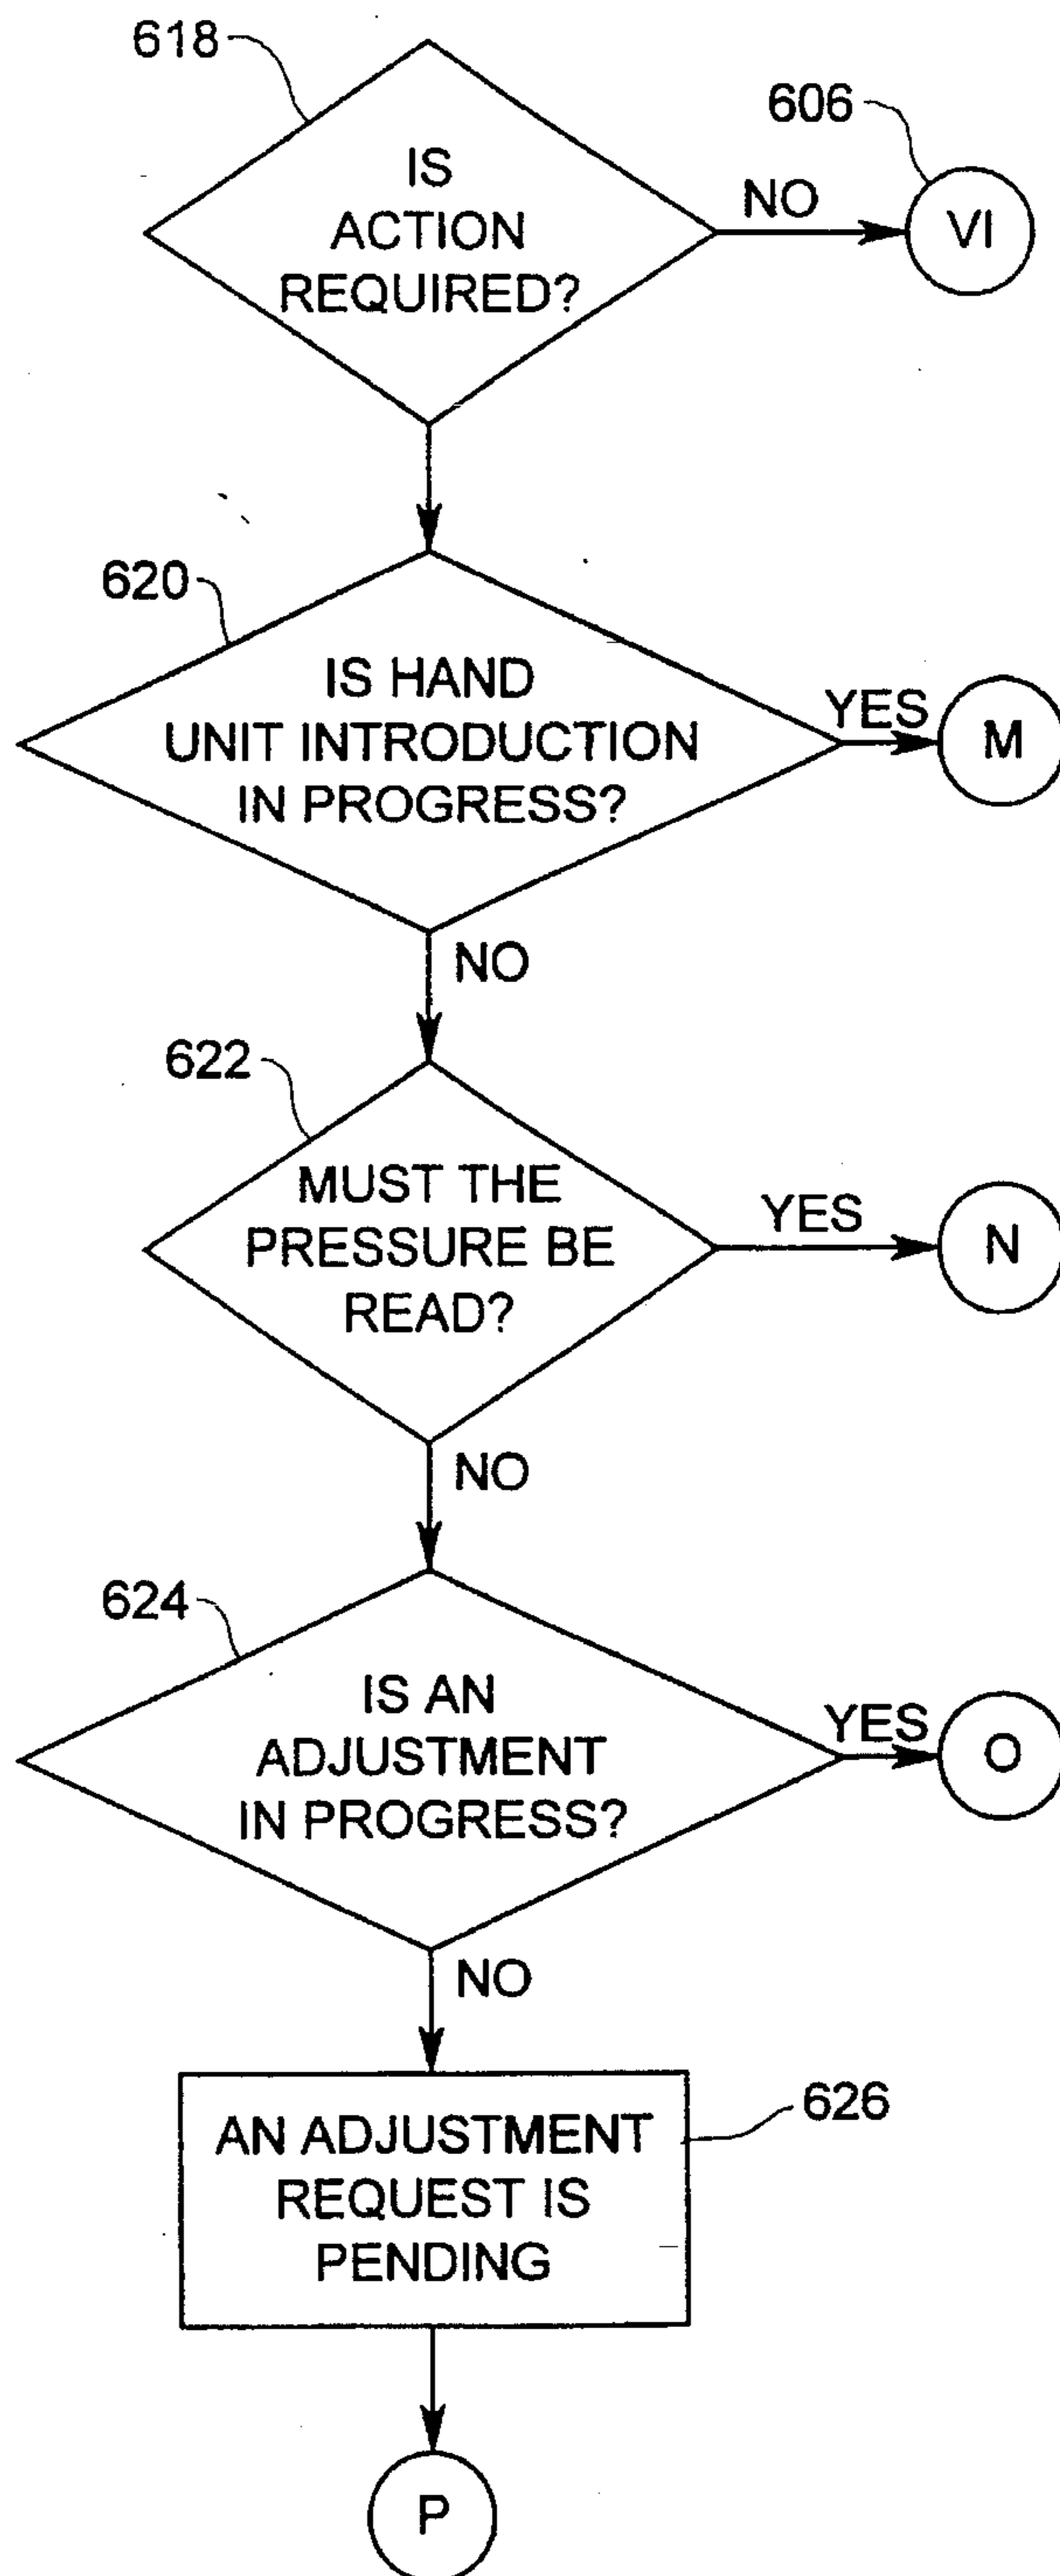 618
606
IS
ACTION
REQUIRED?
NO
VI
620
IS HAND
UNIT INTRODUCTION
IN PROGRESS?
YES
M
NO
622
MUST THE
PRESSURE BE
READ?
YES
N
NO
624
IS AN
ADJUSTMENT
IN PROGRESS?
YES
O
NO
626
AN ADJUSTMENT
REQUEST IS
PENDING
P